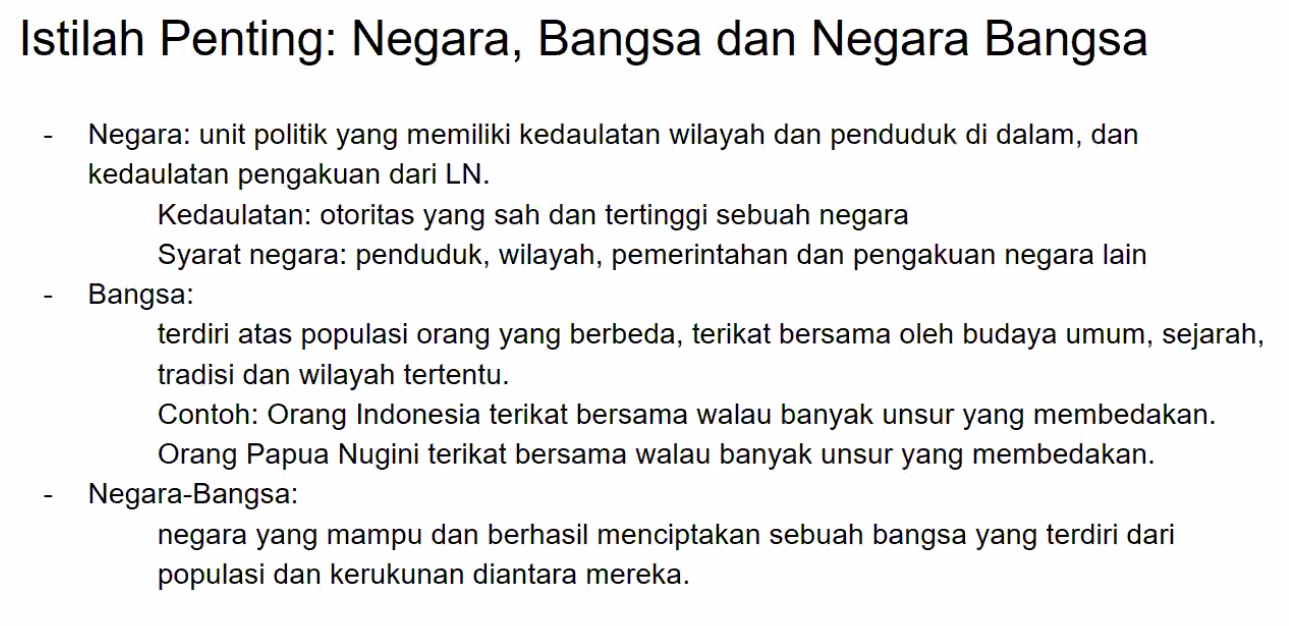 Istilah Penting: Negara, Bangsa dan Negara Bangsa
- Negara: unit politik yang memiliki kedaulatan wilayah dan penduduk di dalam, dan
kedaulatan pengakuan dari LN.
Kedaulatan: otoritas yang sah dan tertinggi sebuah negara
Syarat negara: penduduk, wilayah, pemerintahan dan pengakuan negara lain
- Bangsa:
terdiri atas populasi orang yang berbeda, terikat bersama oleh budaya umum, sejarah,
tradisi dan wilayah tertentu.
Contoh: Orang Indonesia terikat bersama walau banyak unsur yang membedakan.
Orang Papua Nugini terikat bersama walau banyak unsur yang membedakan.
- Negara-Bangsa:
negara yang mampu dan berhasil menciptakan sebuah bangsa yang terdiri dari
populasi dan kerukunan diantara mereka.